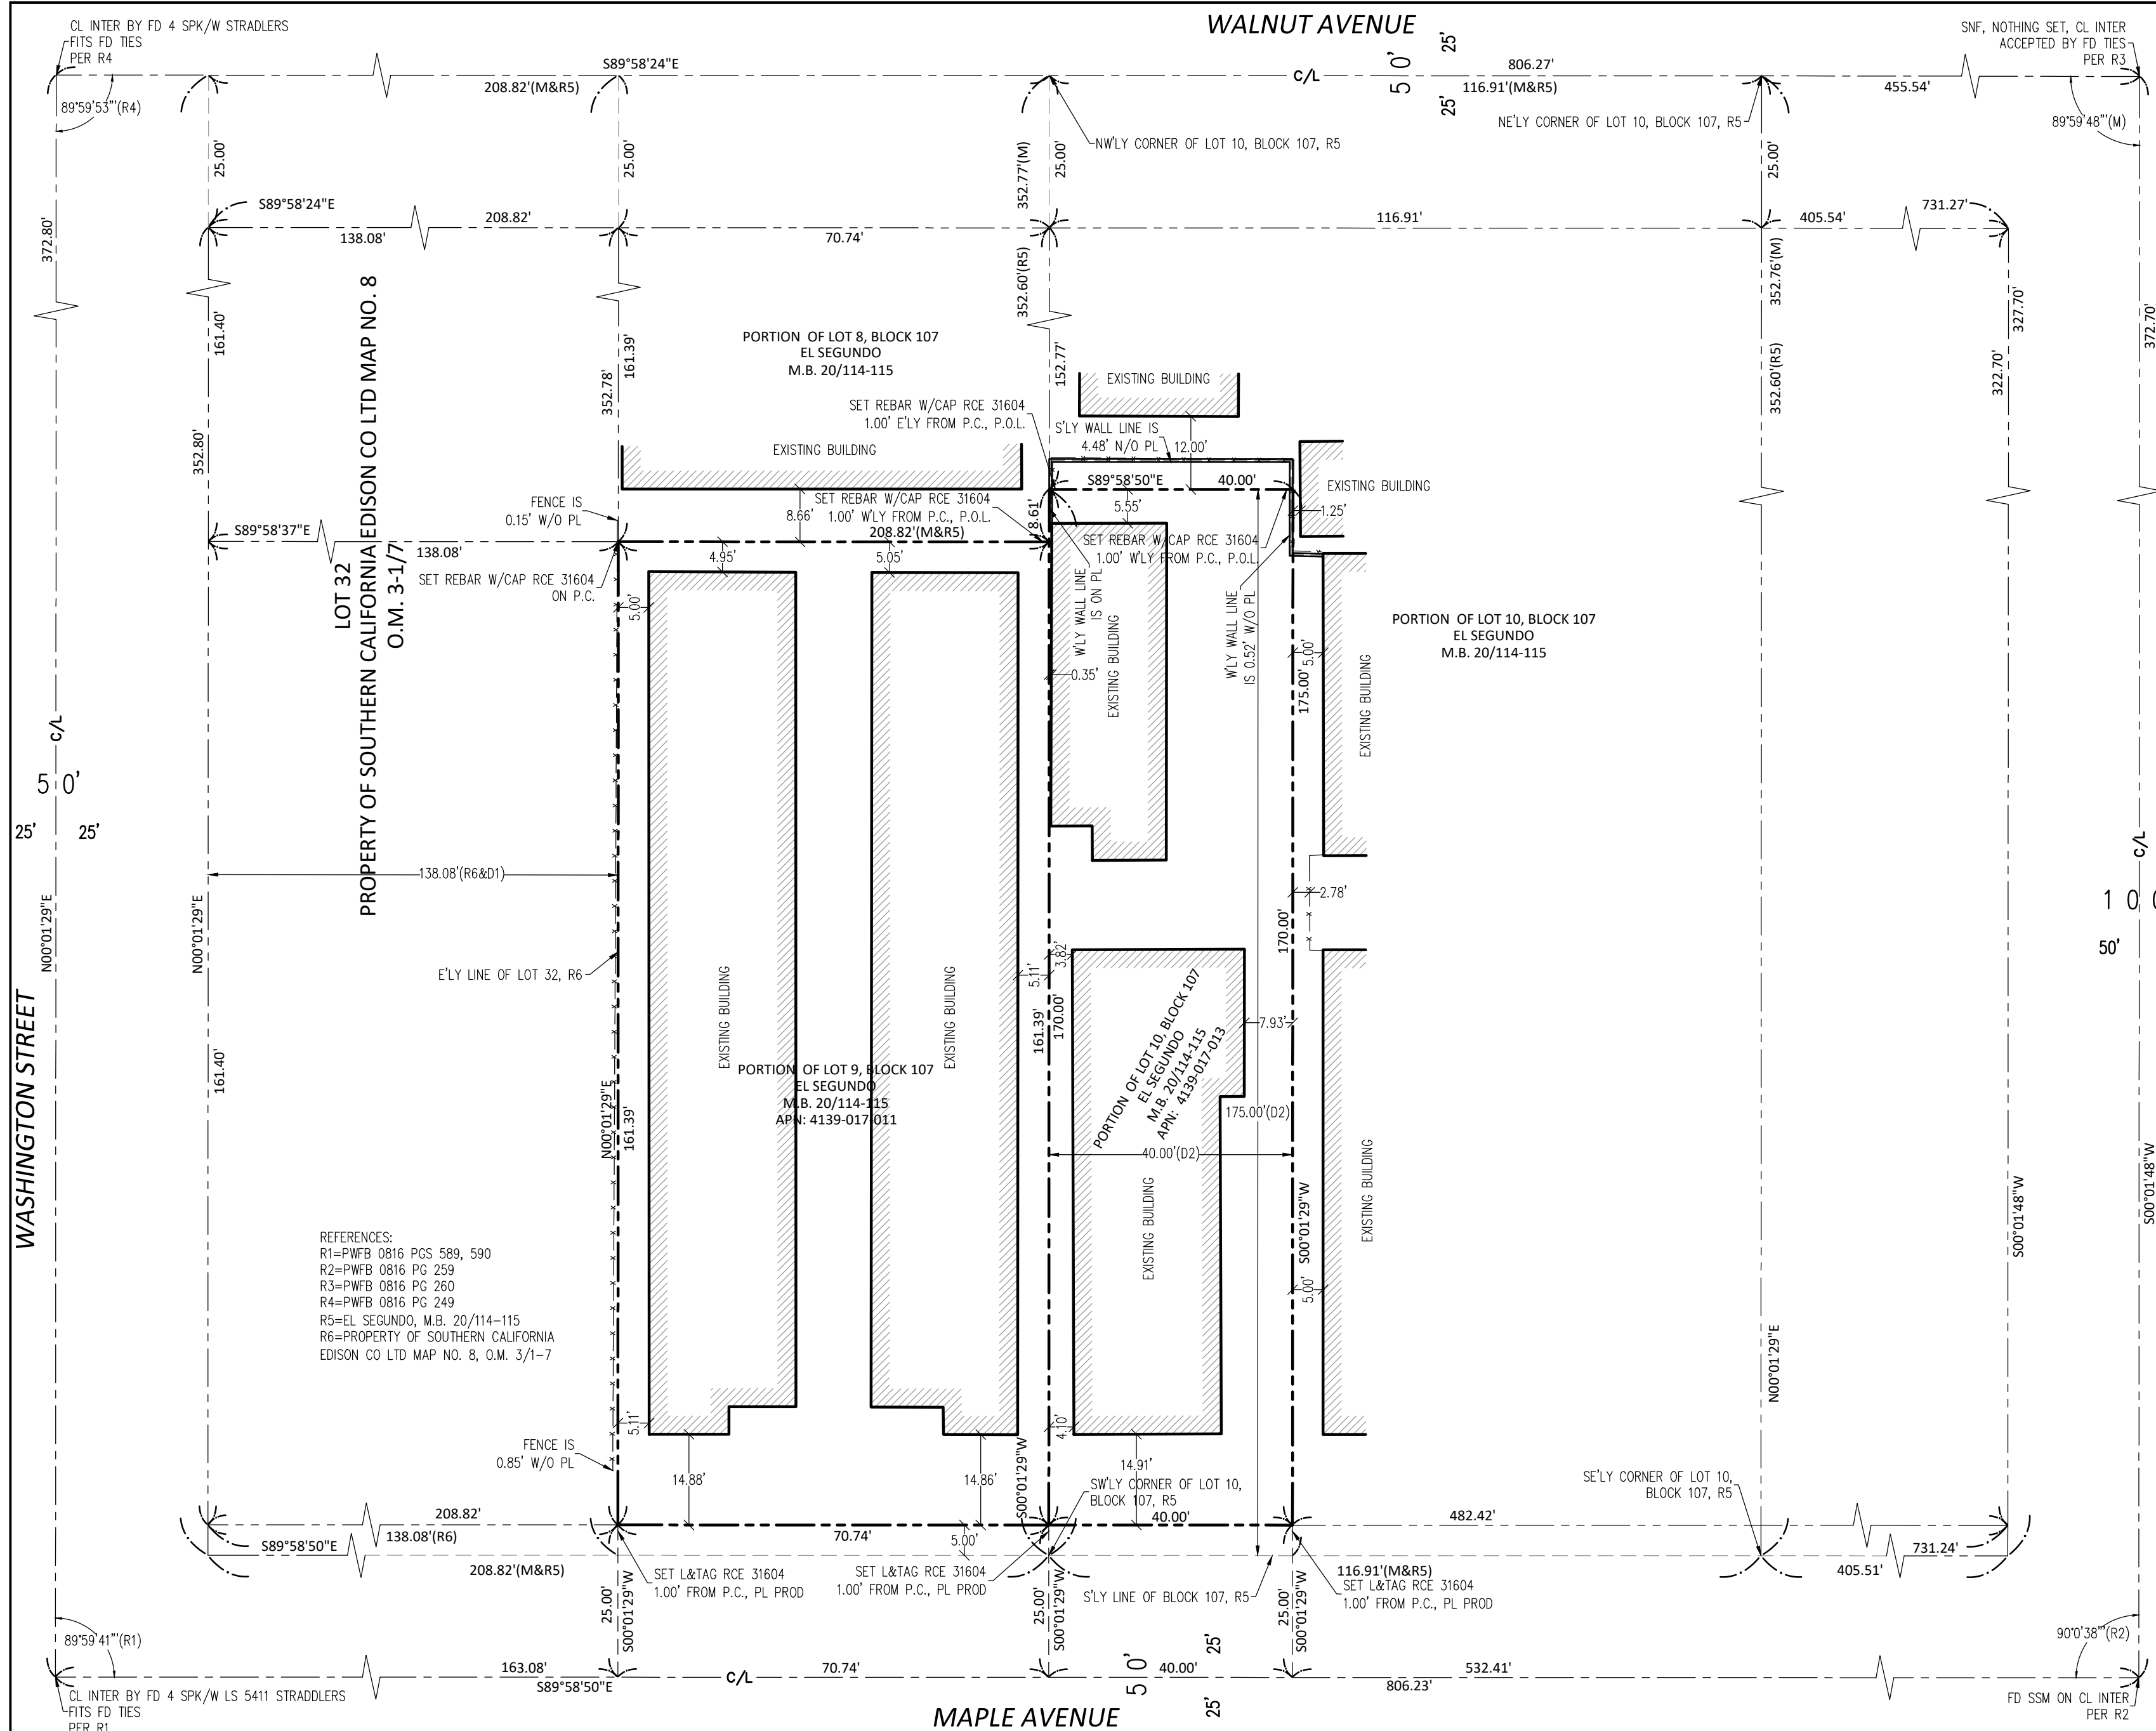 WALNUT AVENUE
CL INTER BY FD 4 SPK/W STRADLERS
FITS FD TIES
PER R4
89°59'53"'(R4)
S89°58'24"E
208.82'(M&R5)
C/L
5 0'
25'
25'
806.27'
116.91'(M&R5)
455.54'
SNF, NOTHING SET, CL INTER
ACCEPTED BY FD TIES
PER R3
89°59'48"'(M)
NW'LY CORNER OF LOT 10, BLOCK 107, R5
NE'LY CORNER OF LOT 10, BLOCK 107, R5
25.00'
25.00'
352.77'(M)
25.00'
25.00'
S89°58'24"E
208.82'
138.08'
70.74'
116.91'
405.54'
731.27'
372.80'
161.40'
352.80'
352.78'
161.39'
352.60'(R5)
152.77'
352.76'(M)
352.60'(R5)
327.70'
322.70'
372.70'
LOT 32
PROPERTY OF SOUTHERN CALIFORNIA EDISON CO LTD MAP NO. 8
O.M. 3-1/7
PORTION OF LOT 8, BLOCK 107
EL SEGUNDO
M.B. 20/114-115
EXISTING BUILDING
SET REBAR W/CAP RCE 31604
1.00' E'LY FROM P.C., P.O.L.
S'LY WALL LINE IS
4.48' N/O PL
12.00'
EXISTING BUILDING
S89°58'50"E
40.00'
EXISTING BUILDING
FENCE IS
0.15' W/O PL
8.66'
SET REBAR W/CAP RCE 31604
1.00' W'LY FROM P.C., P.O.L.
208.82'(M&R5)
8.61'
5.55'
1.25'
SET REBAR W/CAP RCE 31604
1.00' W'LY FROM P.C., P.O.L.
S89°58'37"E
138.08'
SET REBAR W/CAP RCE 31604
ON P.C.
4.95'
5.05'
5.00'
W'LY WALL LINE
IS ON PL
0.35'
EXISTING BUILDING
W'LY WALL LINE
IS 0.52' W/O PL
175.00'
5.00'
EXISTING BUILDING
PORTION OF LOT 10, BLOCK 107
EL SEGUNDO
M.B. 20/114-115
C/L
5 0'
25'
25'
138.08'(R6&D1)
N00°01'29"E
N00°01'29"E
E'LY LINE OF LOT 32, R6
2.78'
170.00'
C/L
50'
WASHINGTON STREET
161.40'
EXISTING BUILDING
EXISTING BUILDING
5.11'
3.82'
161.39'
170.00'
7.93'
PORTION OF LOT 10, BLOCK 107
EL SEGUNDO
M.B. 20/114-115
APN: 4139-017-013
PORTION OF LOT 9, BLOCK 107
EL SEGUNDO
M.B. 20/114-115
APN: 4139-017-011
N00°01'29"E
161.39'
175.00'(D2)
40.00'(D2)
EXISTING BUILDING
EXISTING BUILDING
S00°01'29"W
5.00'
S00°01'48"W
S00°01'48"W
N00°01'29"E
REFERENCES:
R1=PWFB 0816 PGS 589, 590
R2=PWFB 0816 PG 259
R3=PWFB 0816 PG 260
R4=PWFB 0816 PG 249
R5=EL SEGUNDO, M.B. 20/114-115
R6=PROPERTY OF SOUTHERN CALIFORNIA
EDISON CO LTD MAP NO. 8, O.M. 3/1-7
FENCE IS
0.85' W/O PL
5.11'
14.88'
14.86'
S00°01'29"W
4.10'
14.91'
SW'LY CORNER OF LOT 10,
BLOCK 107, R5
SE'LY CORNER OF LOT 10,
BLOCK 107, R5
208.82'
138.08'(R6)
S89°58'50"E
208.82'(M&R5)
70.74'
5.00'
40.00'
482.42'
731.24'
405.51'
116.91'(M&R5)
SET L&TAG RCE 31604
1.00' FROM P.C., PL PROD
SET L&TAG RCE 31604
1.00' FROM P.C., PL PROD
S'LY LINE OF BLOCK 107, R5
SET L&TAG RCE 31604
1.00' FROM P.C., PL PROD
25.00'
S00°01'29"W
25.00'
S00°01'29"W
25.00'
S00°01'29"W
89°59'41"'(R1)
90°0'38"'(R2)
163.08'
S89°58'50"E
C/L
70.74'
5 0'
25'
25'
40.00'
532.41'
806.23'
CL INTER BY FD 4 SPK/W LS 5411 STRADDLERS
FITS FD TIES
PER R1
FD SSM ON CL INTER
PER R2
MAPLE AVENUE